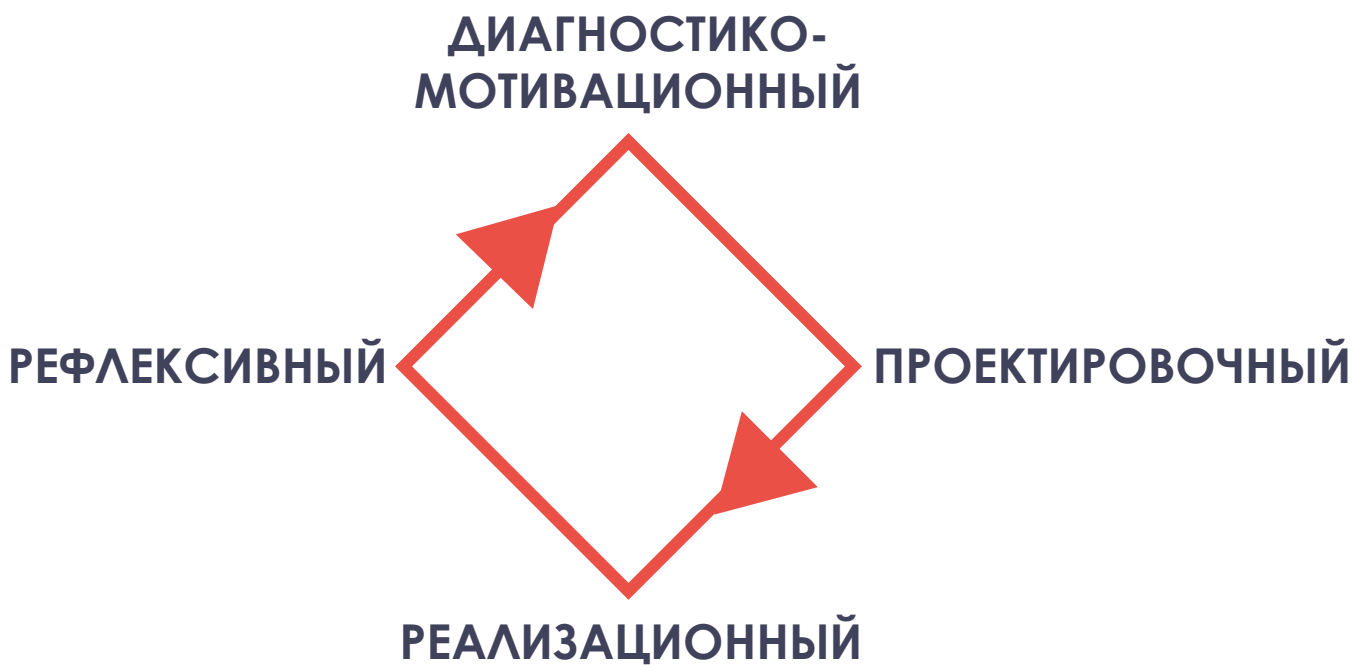 ДИАГНОСТИКО-
МОТИВАЦИОННЫЙ
РЕФЛЕКСИВНЫЙ
ПРОЕКТИРОВОЧНЫЙ
РЕАЛИЗАЦИОННЫЙ